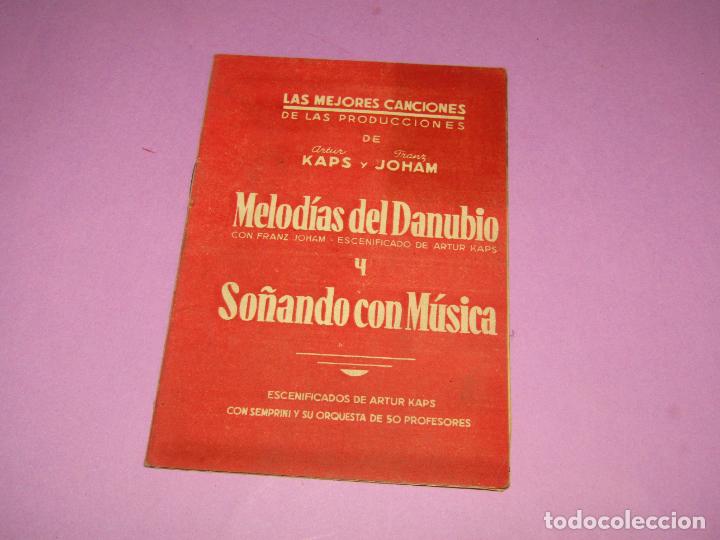 LAS MEJORES CANCIONES
DE LAS PRODUCCIONES
DE
Artur Franz
KAPS Y JOHAM
Melodías del Danubio
CON FRANZ JOHAM - ESCENIFICADO DE ARTUR KAPS
y
Soñando con Música
ESCENIFICADOS DE ARTUR KAPS
CON SEMPRINI Y SU ORQUESTA DE 50 PROFESORES
todocoleccion.net